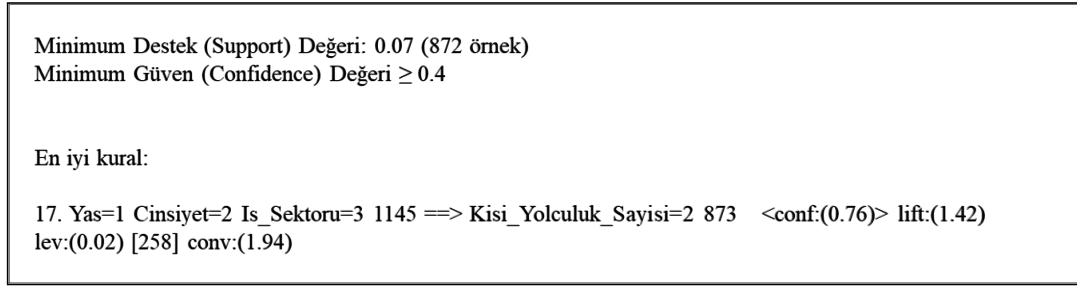 Minimum Destek (Support) Değeri: 0.07 (872 örnek)
Minimum Güven (Confidence) Değeri ≥ 0.4
En iyi kural:
17. Yas=1 Cinsiyet=2 Is_Sektoru=3 1145 ==> Kisi_Yolculuk_Sayisi=2 873 <conf:(0.76)> lift:(1.42)
lev:(0.02) [258] conv:(1.94)